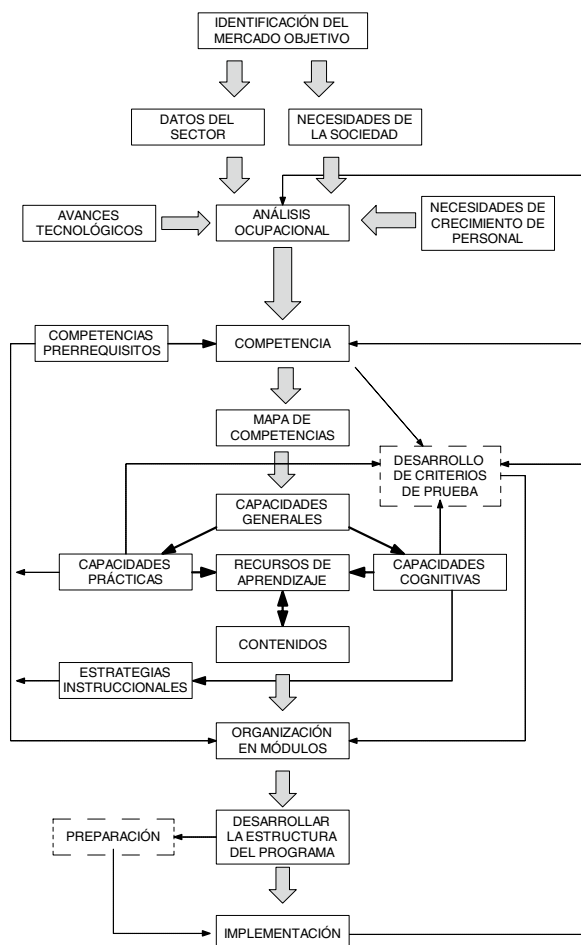 IDENTIFICACIÓN DEL
MERCADO OBJETIVO
DATOS DEL
SECTOR
NECESIDADES DE
LA SOCIEDAD
AVANCES
TECNOLÓGICOS
ANÁLISIS
OCUPACIONAL
NECESIDADES DE
CRECIMIENTO DE
PERSONAL
COMPETENCIAS
PRERREQUISITOS
COMPETENCIA
MAPA DE
COMPETENCIAS
DESARROLLO
DE CRITERIOS
DE PRUEBA
CAPACIDADES
GENERALES
CAPACIDADES
PRÁCTICAS
RECURSOS DE
APRENDIZAJE
CAPACIDADES
COGNITIVAS
CONTENIDOS
ESTRATEGIAS
INSTRUCCIONALES
ORGANIZACIÓN
EN MÓDULOS
DESARROLLAR
LA ESTRUCTURA
DEL PROGRAMA
PREPARACIÓN
IMPLEMENTACIÓN